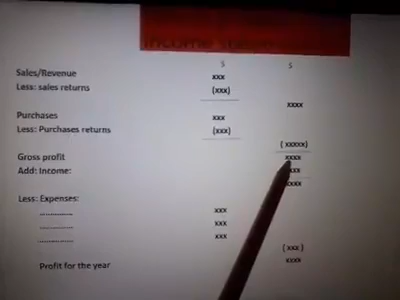 Income
$ $
Sales/Revenue xxx
Less: sales returns (xxx)
xxxx
Purchases xxx
Less: Purchases returns (xxx)
( xxxxx)
Gross profit xxxx
Add: Income: xxx
xxxx
Less: Expenses:
.............. xxx
.............. xxx
.............. xxx
( xxx )
Profit for the year xxxx